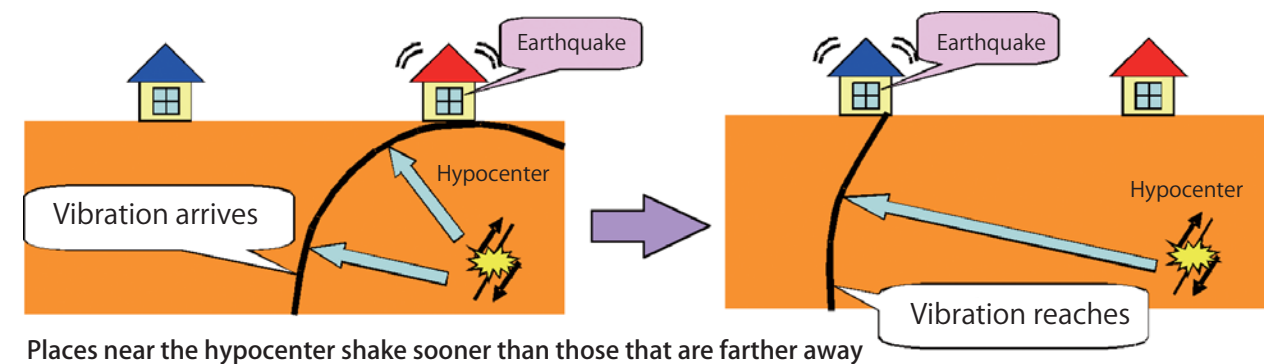 Earthquake
Hypocenter
Vibration arrives
Earthquake
Hypocenter
Vibration reaches
Places near the hypocenter shake sooner than those that are farther away